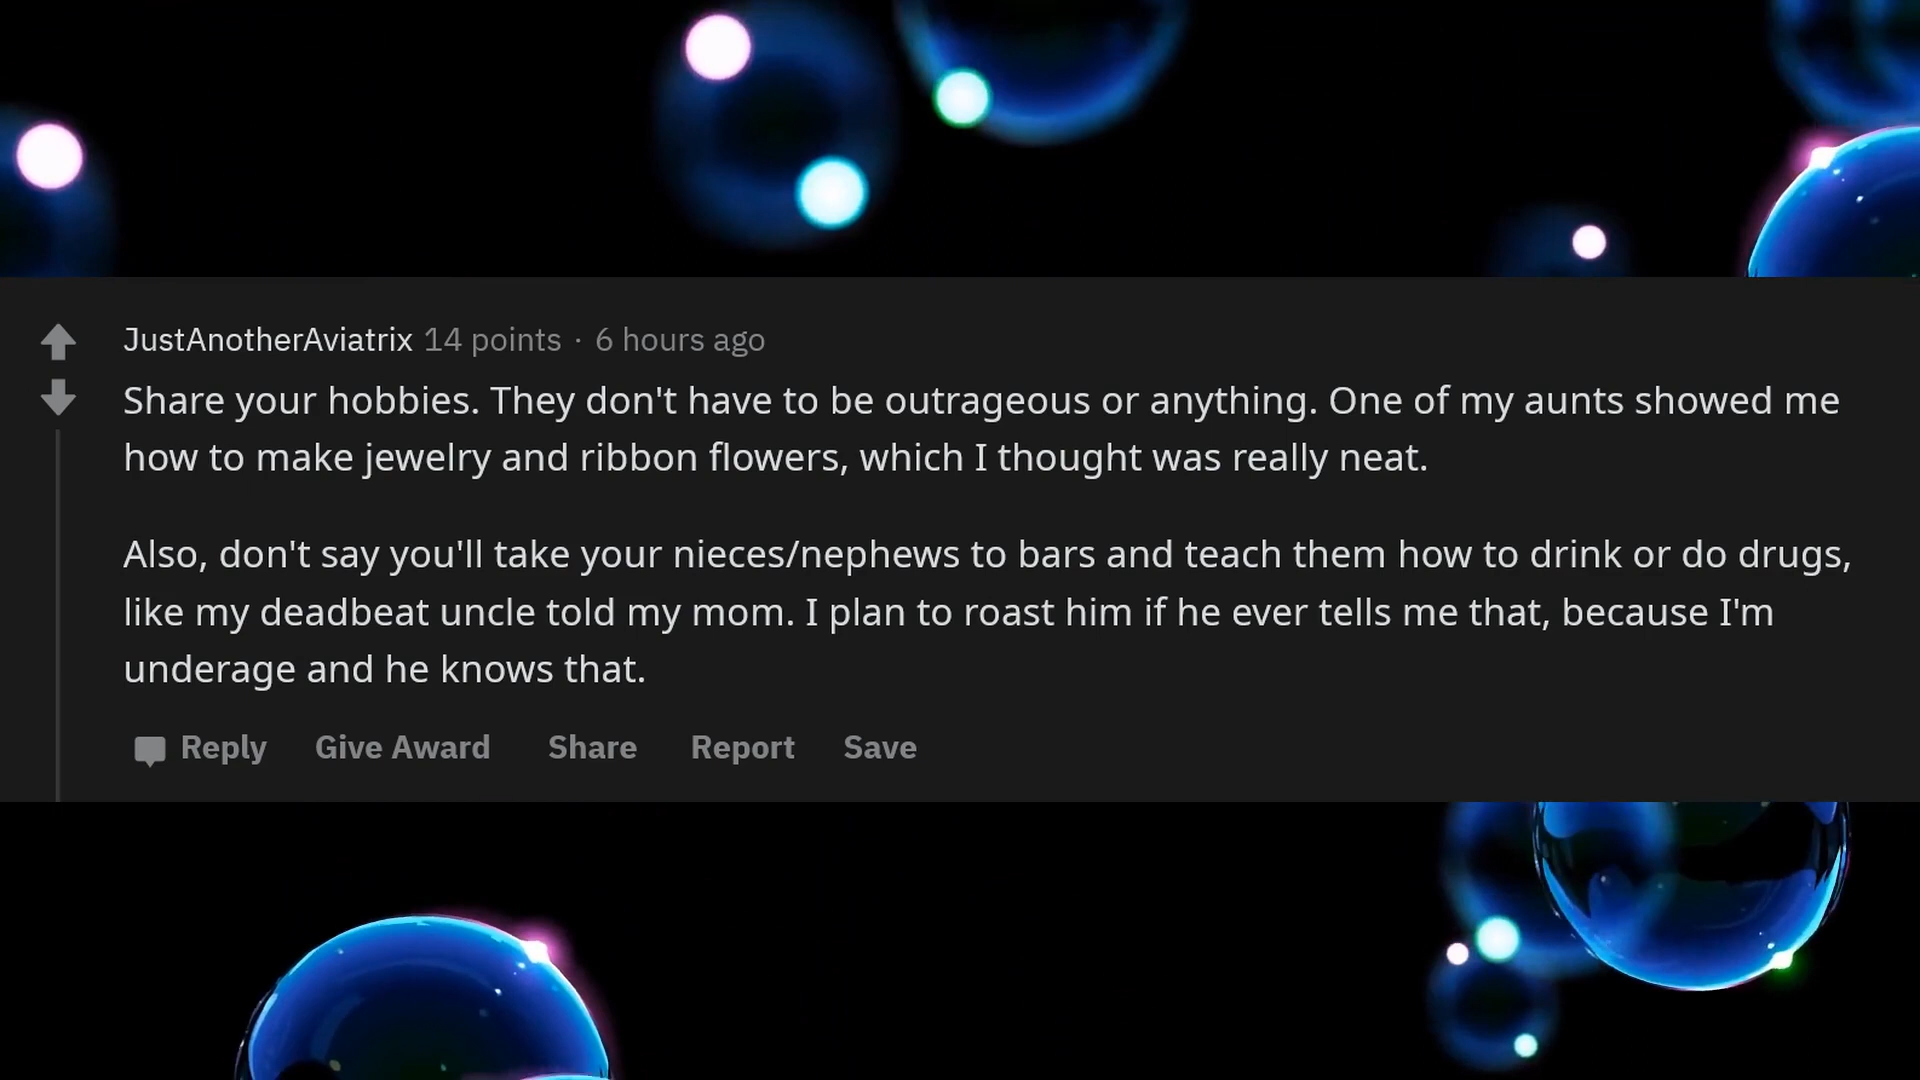 JustAnotherAviatrix 14 points · 6 hours ago
Share your hobbies. They don't have to be outrageous or anything. One of my aunts showed me
how to make jewelry and ribbon flowers, which I thought was really neat.
Also, don't say you'll take your nieces/nephews to bars and teach them how to drink or do drugs,
like my deadbeat uncle told my mom. I plan to roast him if he ever tells me that, because I'm
underage and he knows that.
Reply Give Award Share Report Save